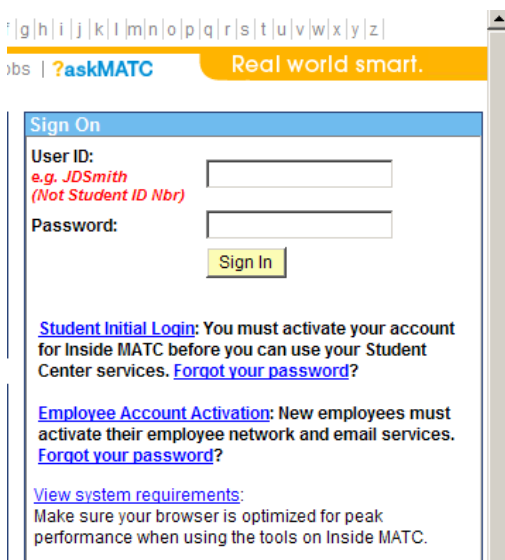 g|h|i|j|k|l|m|n|o|p|q|r|s|t|u|v|w|x|y|z|
obs | ?askMATC
Real world smart.
Sign On
User ID:
e.g. JDSmith
(Not Student ID Nbr)
Password:
Sign In
Student Initial Login: You must activate your account
for Inside MATC before you can use your Student
Center services. Forgot your password?
Employee Account Activation: New employees must
activate their employee network and email services.
Forgot your password?
View system requirements:
Make sure your browser is optimized for peak
performance when using the tools on Inside MATC.